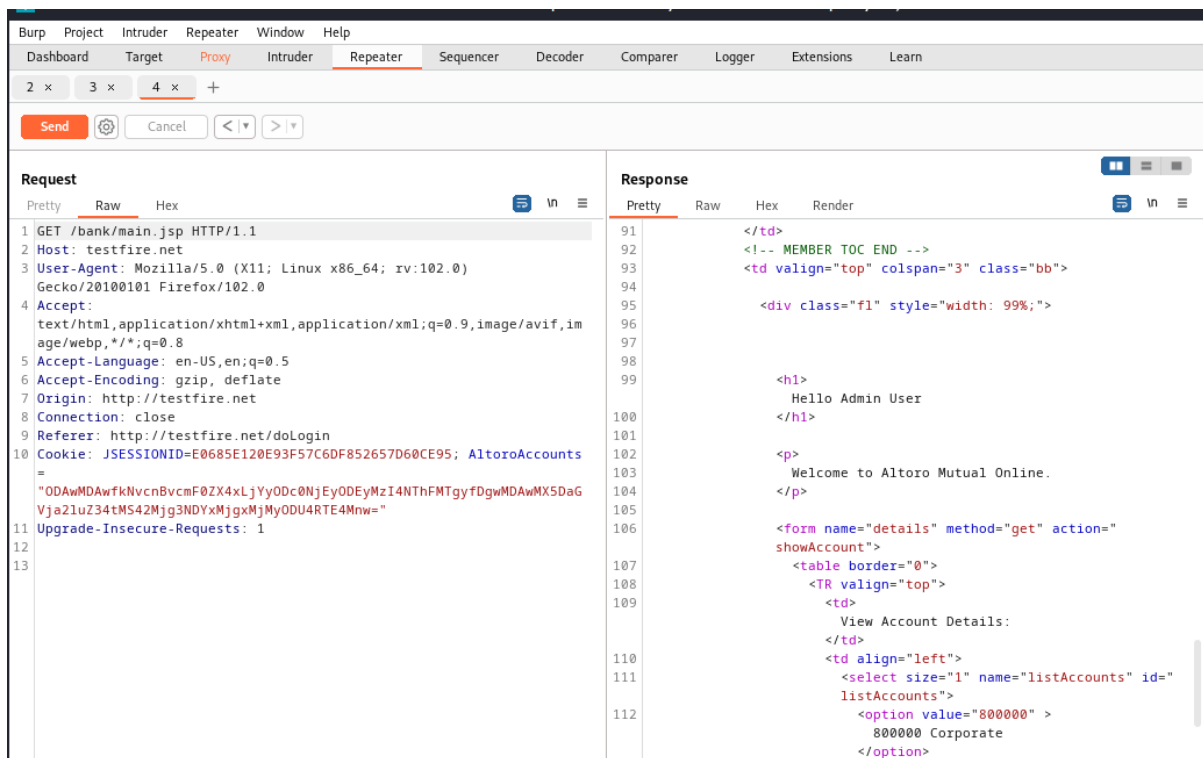 Burp Project Intruder Repeater Window Help
Dashboard Target Proxy Intruder Repeater Sequencer Decoder Comparer Logger Extensions Learn
2 × 3 × 4 × +
Send Cancel < >
Request
Pretty Raw Hex \n
1 GET /bank/main.jsp HTTP/1.1
2 Host: testfire.net
3 User-Agent: Mozilla/5.0 (X11; Linux x86_64; rv:102.0)
Gecko/20100101 Firefox/102.0
4 Accept:
text/html,application/xhtml+xml,application/xml;q=0.9,image/avif,im
age/webp,*/*;q=0.8
5 Accept-Language: en-US,en;q=0.5
6 Accept-Encoding: gzip, deflate
7 Origin: http://testfire.net
8 Connection: close
9 Referer: http://testfire.net/doLogin
10 Cookie: JSESSIONID=E0685E120E93F57C6DF852657D60CE95; AltoroAccounts
=
"ODAwMDAwfkNvcnBvcmF0ZX4xLjYyODc0NjEyODEyMzI4NThFMTgyfDgwMDAwMX5DaG
Vja2luZ34tMS42Mjg3NDYxMjgxMjMyODU4RTE4Mnw="
11 Upgrade-Insecure-Requests: 1
12
13
Response
Pretty Raw Hex Render \n
91 </td>
92 <!-- MEMBER TOC END -->
93 <td valign="top" colspan="3" class="bb">
94
95 <div class="fl" style="width: 99%;">
96
97
98
99 <h1>
Hello Admin User
100 </h1>
101
102 <p>
103 Welcome to Altoro Mutual Online.
104 </p>
105
106 <form name="details" method="get" action="
showAccount">
107 <table border="0">
108 <TR valign="top">
109 <td>
View Account Details:
</td>
110 <td align="left">
111 <select size="1" name="listAccounts" id="
listAccounts">
112 <option value="800000" >
800000 Corporate
</option>